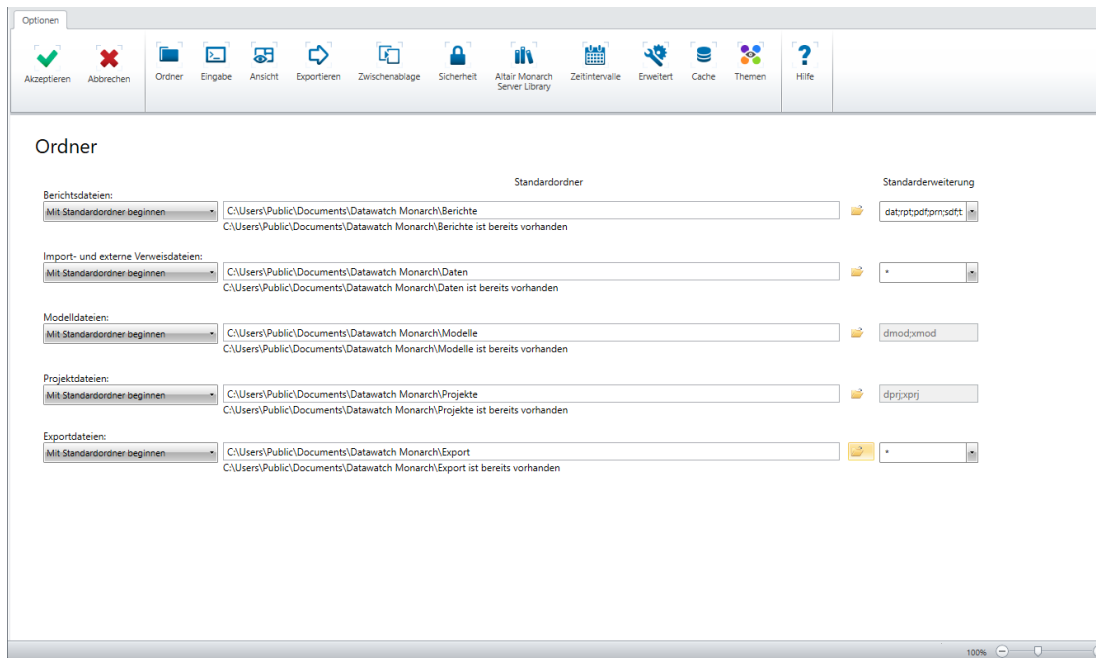 Optionen
Akzeptieren
Abbrechen
Ordner
Eingabe
Ansicht
Exportieren
Zwischenablage
Sicherheit
Altair Monarch
Server Library
Zeitintervalle
Erweitert
Cache
Themen
Hilfe
Ordner
Standardordner
Standarderweiterung
Berichtsdateien:
Mit Standardordner beginnen
C:\Users\Public\Documents\Datawatch Monarch\Berichte
dat;rpt;pdf;prn;sdf;t
C:\Users\Public\Documents\Datawatch Monarch\Berichte ist bereits vorhanden
Import- und externe Verweisdateien:
Mit Standardordner beginnen
C:\Users\Public\Documents\Datawatch Monarch\Daten
*
C:\Users\Public\Documents\Datawatch Monarch\Daten ist bereits vorhanden
Modelldateien:
Mit Standardordner beginnen
C:\Users\Public\Documents\Datawatch Monarch\Modelle
dmod;xmod
C:\Users\Public\Documents\Datawatch Monarch\Modelle ist bereits vorhanden
Projektdateien:
Mit Standardordner beginnen
C:\Users\Public\Documents\Datawatch Monarch\Projekte
dprj;xprj
C:\Users\Public\Documents\Datawatch Monarch\Projekte ist bereits vorhanden
Exportdateien:
Mit Standardordner beginnen
C:\Users\Public\Documents\Datawatch Monarch\Export
*
C:\Users\Public\Documents\Datawatch Monarch\Export ist bereits vorhanden
100%